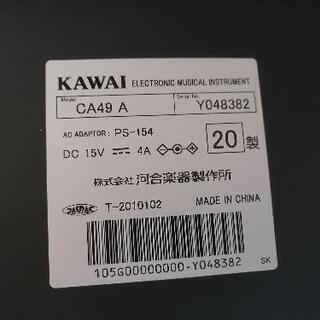 KAWAI ELECTRONIC MUSICAL INSTRUMENT
Model CA49 A Serial No. Y048382
AC ADAPTOR: PS-154
DC 15V 4A
20 製
株式会社 河合楽器製作所
T-2010102 MADE IN CHINA
105G00000000-Y048382
SK